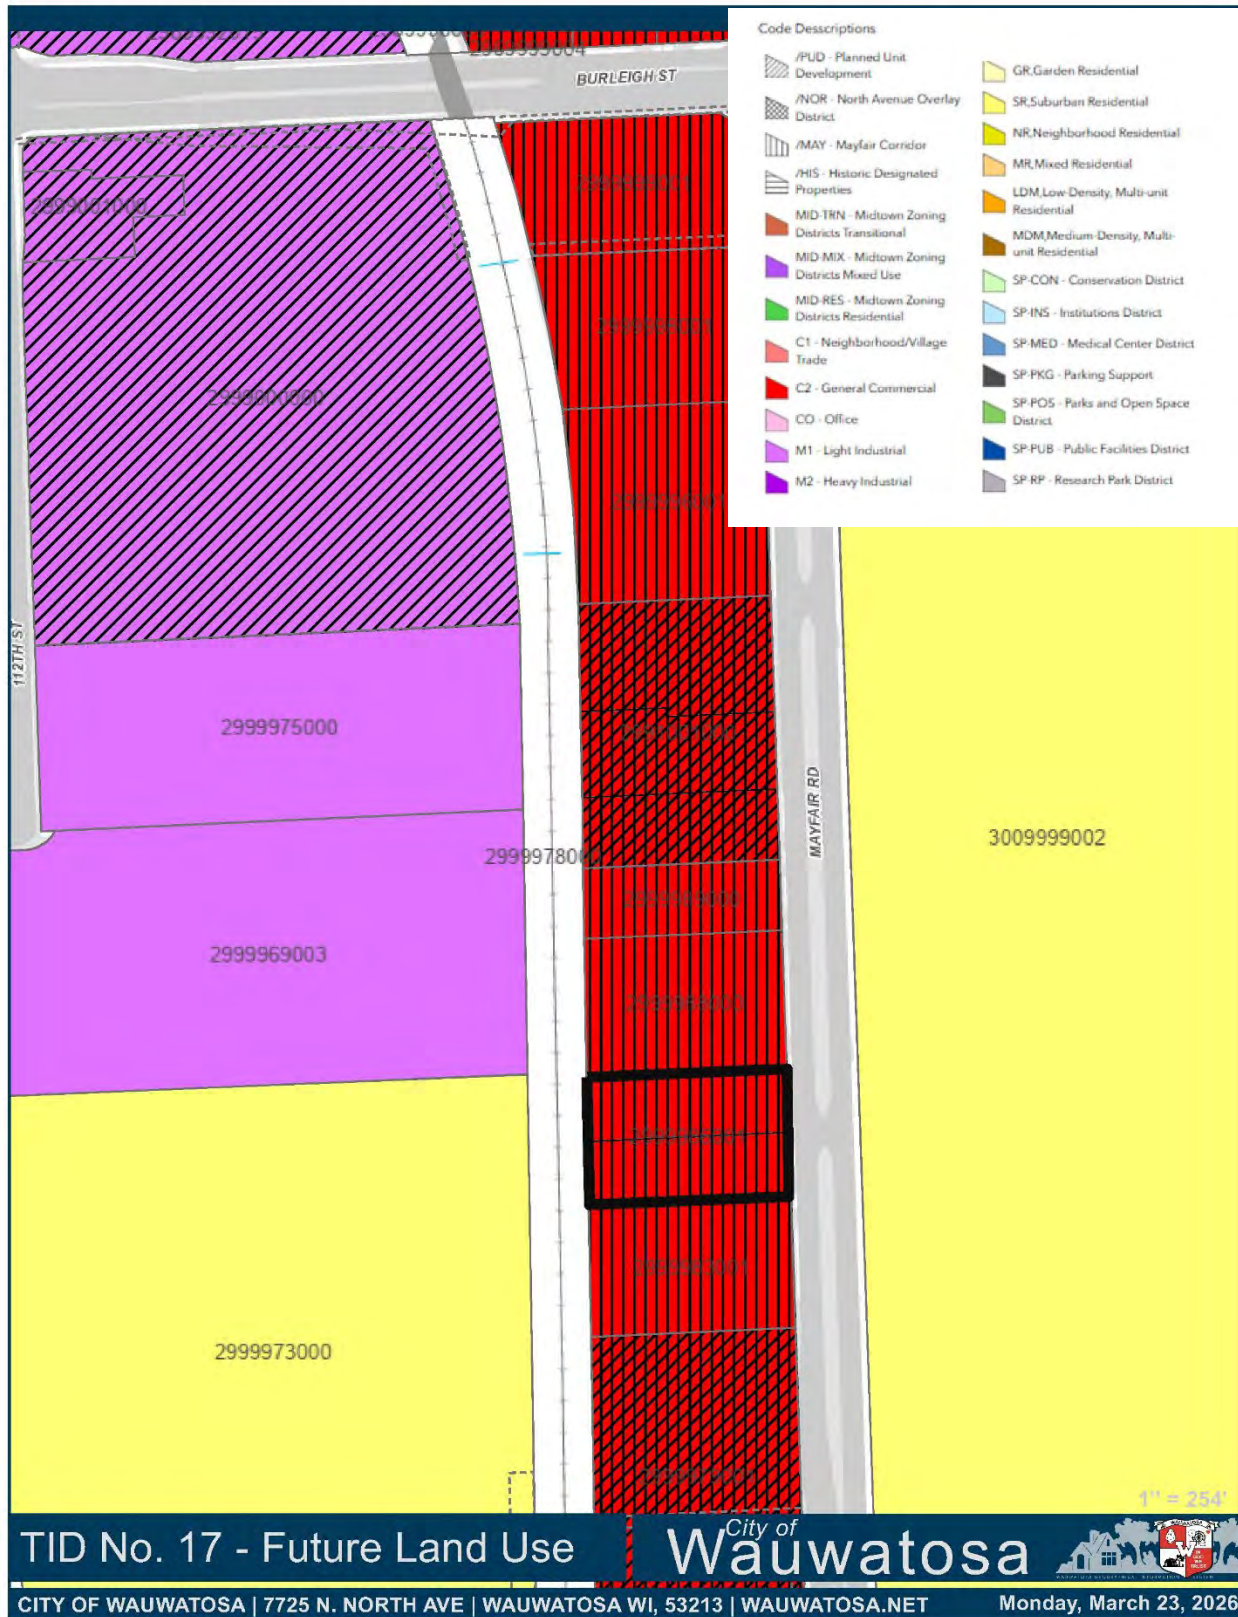 BURLEIGH ST
Code Desscriptions
/PUD - Planned Unit
Development
/NOR - North Avenue Overlay
District
/MAY - Mayfair Corridor
/HIS - Historic Designated
Properties
MID-TRN - Midtown Zoning
Districts Transitional
MID-MIX - Midtown Zoning
Districts Mixed Use
MID-RES - Midtown Zoning
Districts Residential
C1 - Neighborhood/Village
Trade
C2 - General Commercial
CO - Office
M1 - Light Industrial
M2 - Heavy Industrial
GR,Garden Residential
SR,Suburban Residential
NR,Neighborhood Residential
MR,Mixed Residential
LDM,Low-Density, Multi-unit
Residential
MDM,Medium-Density, Multi-
unit Residential
SP-CON - Conservation District
SP-INS - Institutions District
SP-MED - Medical Center District
SP-PKG - Parking Support
SP-POS - Parks and Open Space
District
SP-PUB - Public Facilities District
SP-RP - Research Park District
2999001000
2999000000
112TH ST
2999975000
MAYFAIR RD
3009999002
2999969003
2999973000
1" = 254'
TID No. 17 - Future Land Use
City of
Wauwatosa
CITY OF WAUWATOSA | 7725 N. NORTH AVE | WAUWATOSA WI, 53213 | WAUWATOSA.NET
Monday, March 23, 2026